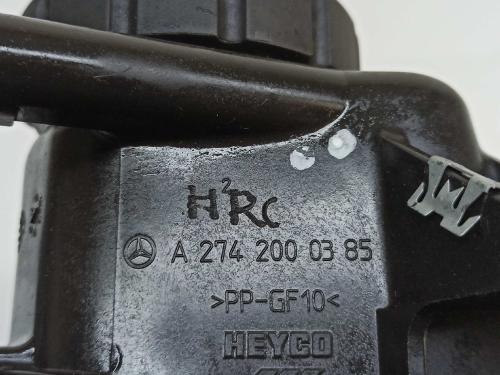 H²RC
A 274 200 03 85
>PP-GF10<
HEYCO